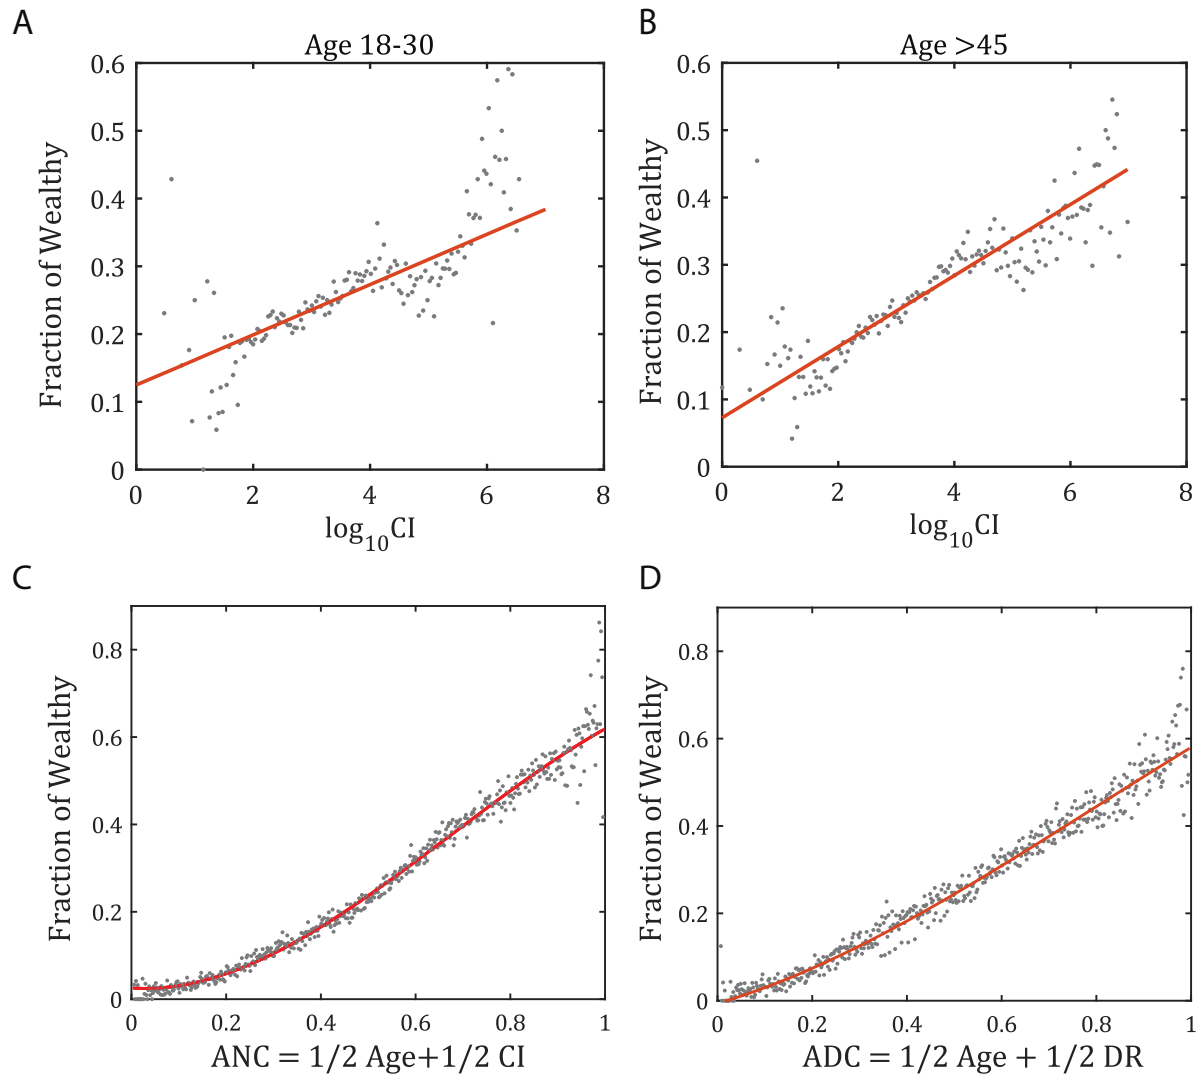 A
Age 18-30
Fraction of Wealthy
0.6
0.5
0.4
0.3
0.2
0.1
0
0 2 4 6 8
log10CI
B
Age >45
Fraction of Wealthy
0.6
0.5
0.4
0.3
0.2
0.1
0
0 2 4 6 8
log10CI
C
Fraction of Wealthy
0.8
0.6
0.4
0.2
0
0 0.2 0.4 0.6 0.8 1
ANC = 1/2 Age+1/2 CI
D
Fraction of Wealthy
0.8
0.6
0.4
0.2
0
0 0.2 0.4 0.6 0.8 1
ADC = 1/2 Age + 1/2 DR